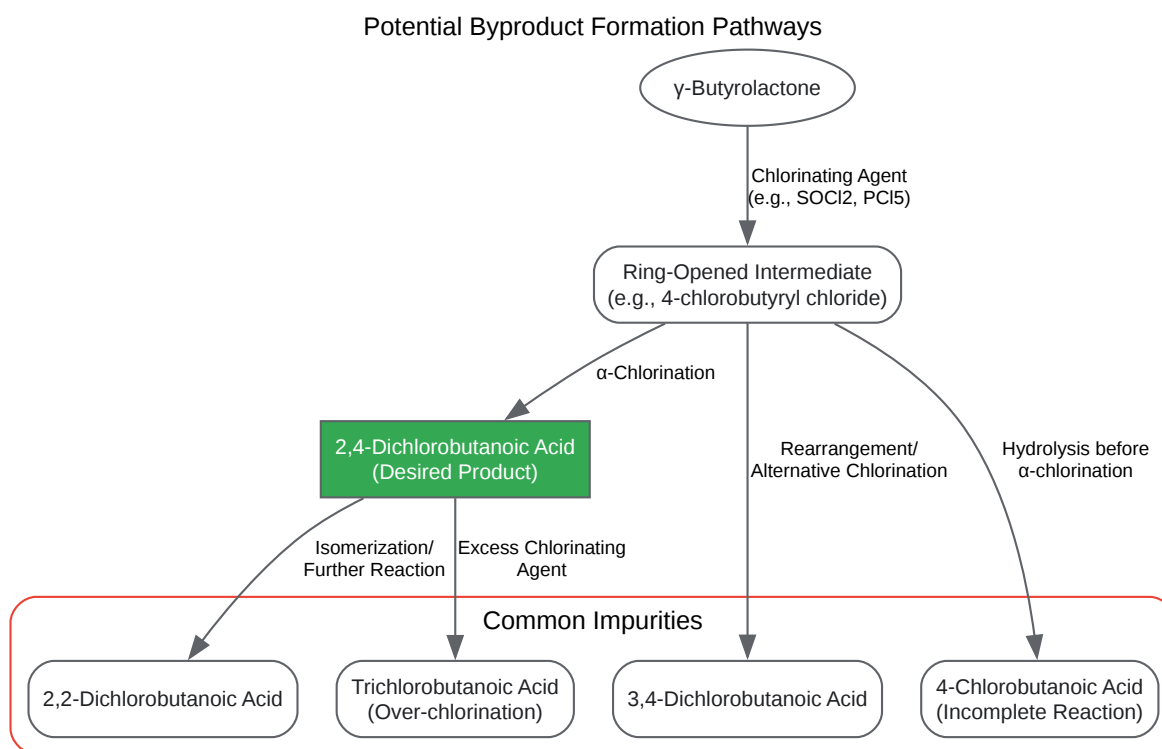 Potential Byproduct Formation Pathways
γ-Butyrolactone
Chlorinating Agent
(e.g., SOCl2, PCl5)
Ring-Opened Intermediate
(e.g., 4-chlorobutyryl chloride)
α-Chlorination
2,4-Dichlorobutanoic Acid
(Desired Product)
Rearrangement/
Alternative Chlorination
Hydrolysis before
α-chlorination
Isomerization/
Further Reaction
Excess Chlorinating
Agent
Common Impurities
2,2-Dichlorobutanoic Acid
Trichlorobutanoic Acid
(Over-chlorination)
3,4-Dichlorobutanoic Acid
4-Chlorobutanoic Acid
(Incomplete Reaction)